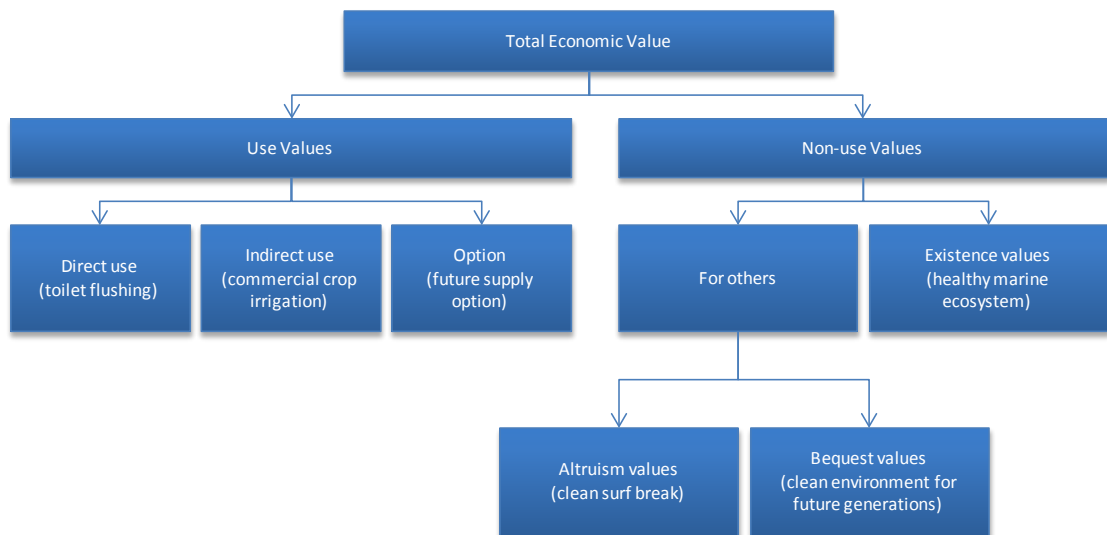 Total Economic Value
Use Values
Non-use Values
Direct use
(toilet flushing)
Indirect use
(commercial crop
irrigation)
Option
(future supply
option)
For others
Existence values
(healthy marine
ecosystem)
Altruism values
(clean surf break)
Bequest values
(clean environment for
future generations)